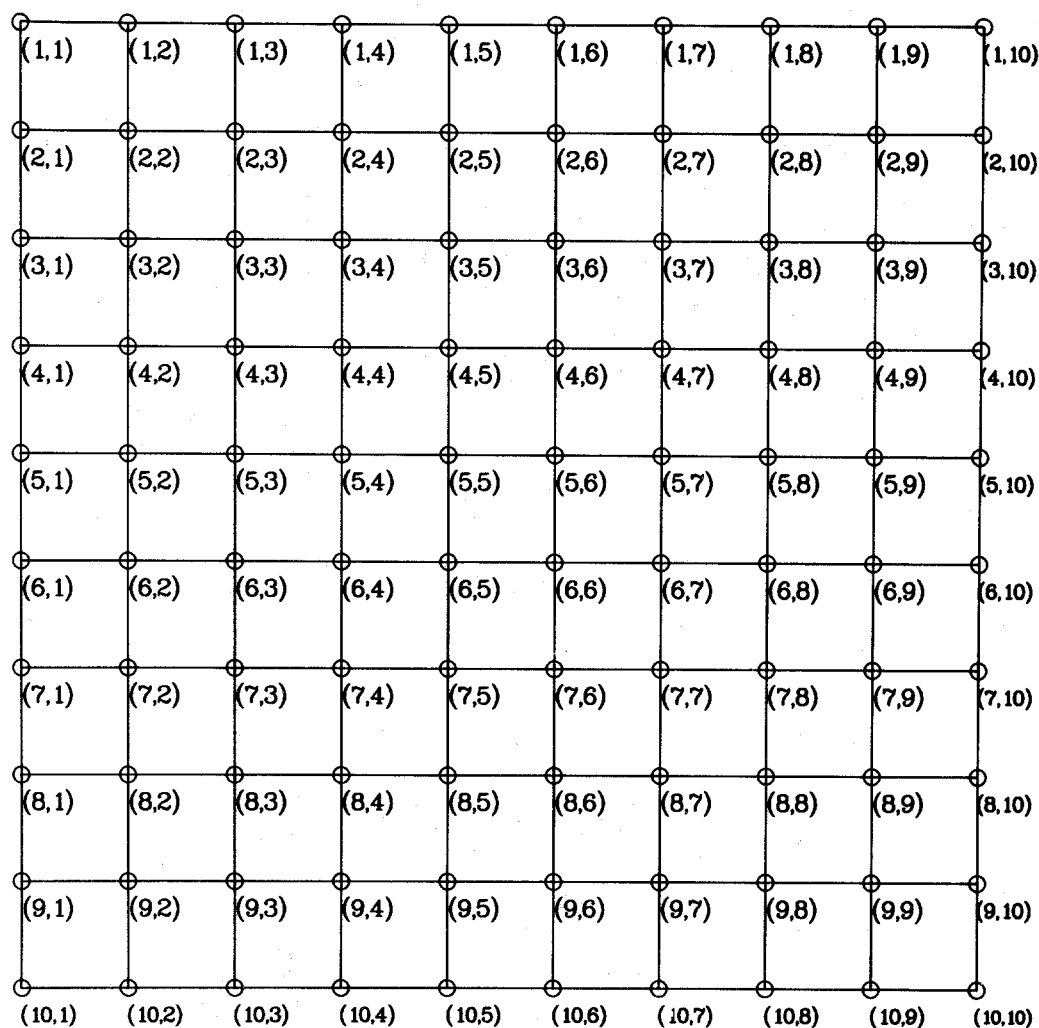 (1,1) (1,2) (1,3) (1,4) (1,5) (1,6) (1,7) (1,8) (1,9) (1,10)
(2,1) (2,2) (2,3) (2,4) (2,5) (2,6) (2,7) (2,8) (2,9) (2,10)
(3,1) (3,2) (3,3) (3,4) (3,5) (3,6) (3,7) (3,8) (3,9) (3,10)
(4,1) (4,2) (4,3) (4,4) (4,5) (4,6) (4,7) (4,8) (4,9) (4,10)
(5,1) (5,2) (5,3) (5,4) (5,5) (5,6) (5,7) (5,8) (5,9) (5,10)
(6,1) (6,2) (6,3) (6,4) (6,5) (6,6) (6,7) (6,8) (6,9) (6,10)
(7,1) (7,2) (7,3) (7,4) (7,5) (7,6) (7,7) (7,8) (7,9) (7,10)
(8,1) (8,2) (8,3) (8,4) (8,5) (8,6) (8,7) (8,8) (8,9) (8,10)
(9,1) (9,2) (9,3) (9,4) (9,5) (9,6) (9,7) (9,8) (9,9) (9,10)
(10,1) (10,2) (10,3) (10,4) (10,5) (10,6) (10,7) (10,8) (10,9) (10,10)